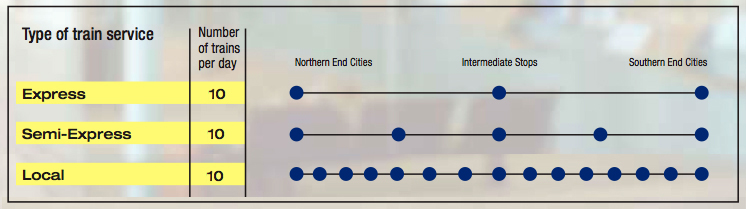 Type of train service
Number
of trains
per day
Northern End Cities
Intermediate Stops
Southern End Cities
Express
10
Semi-Express
10
Local
10